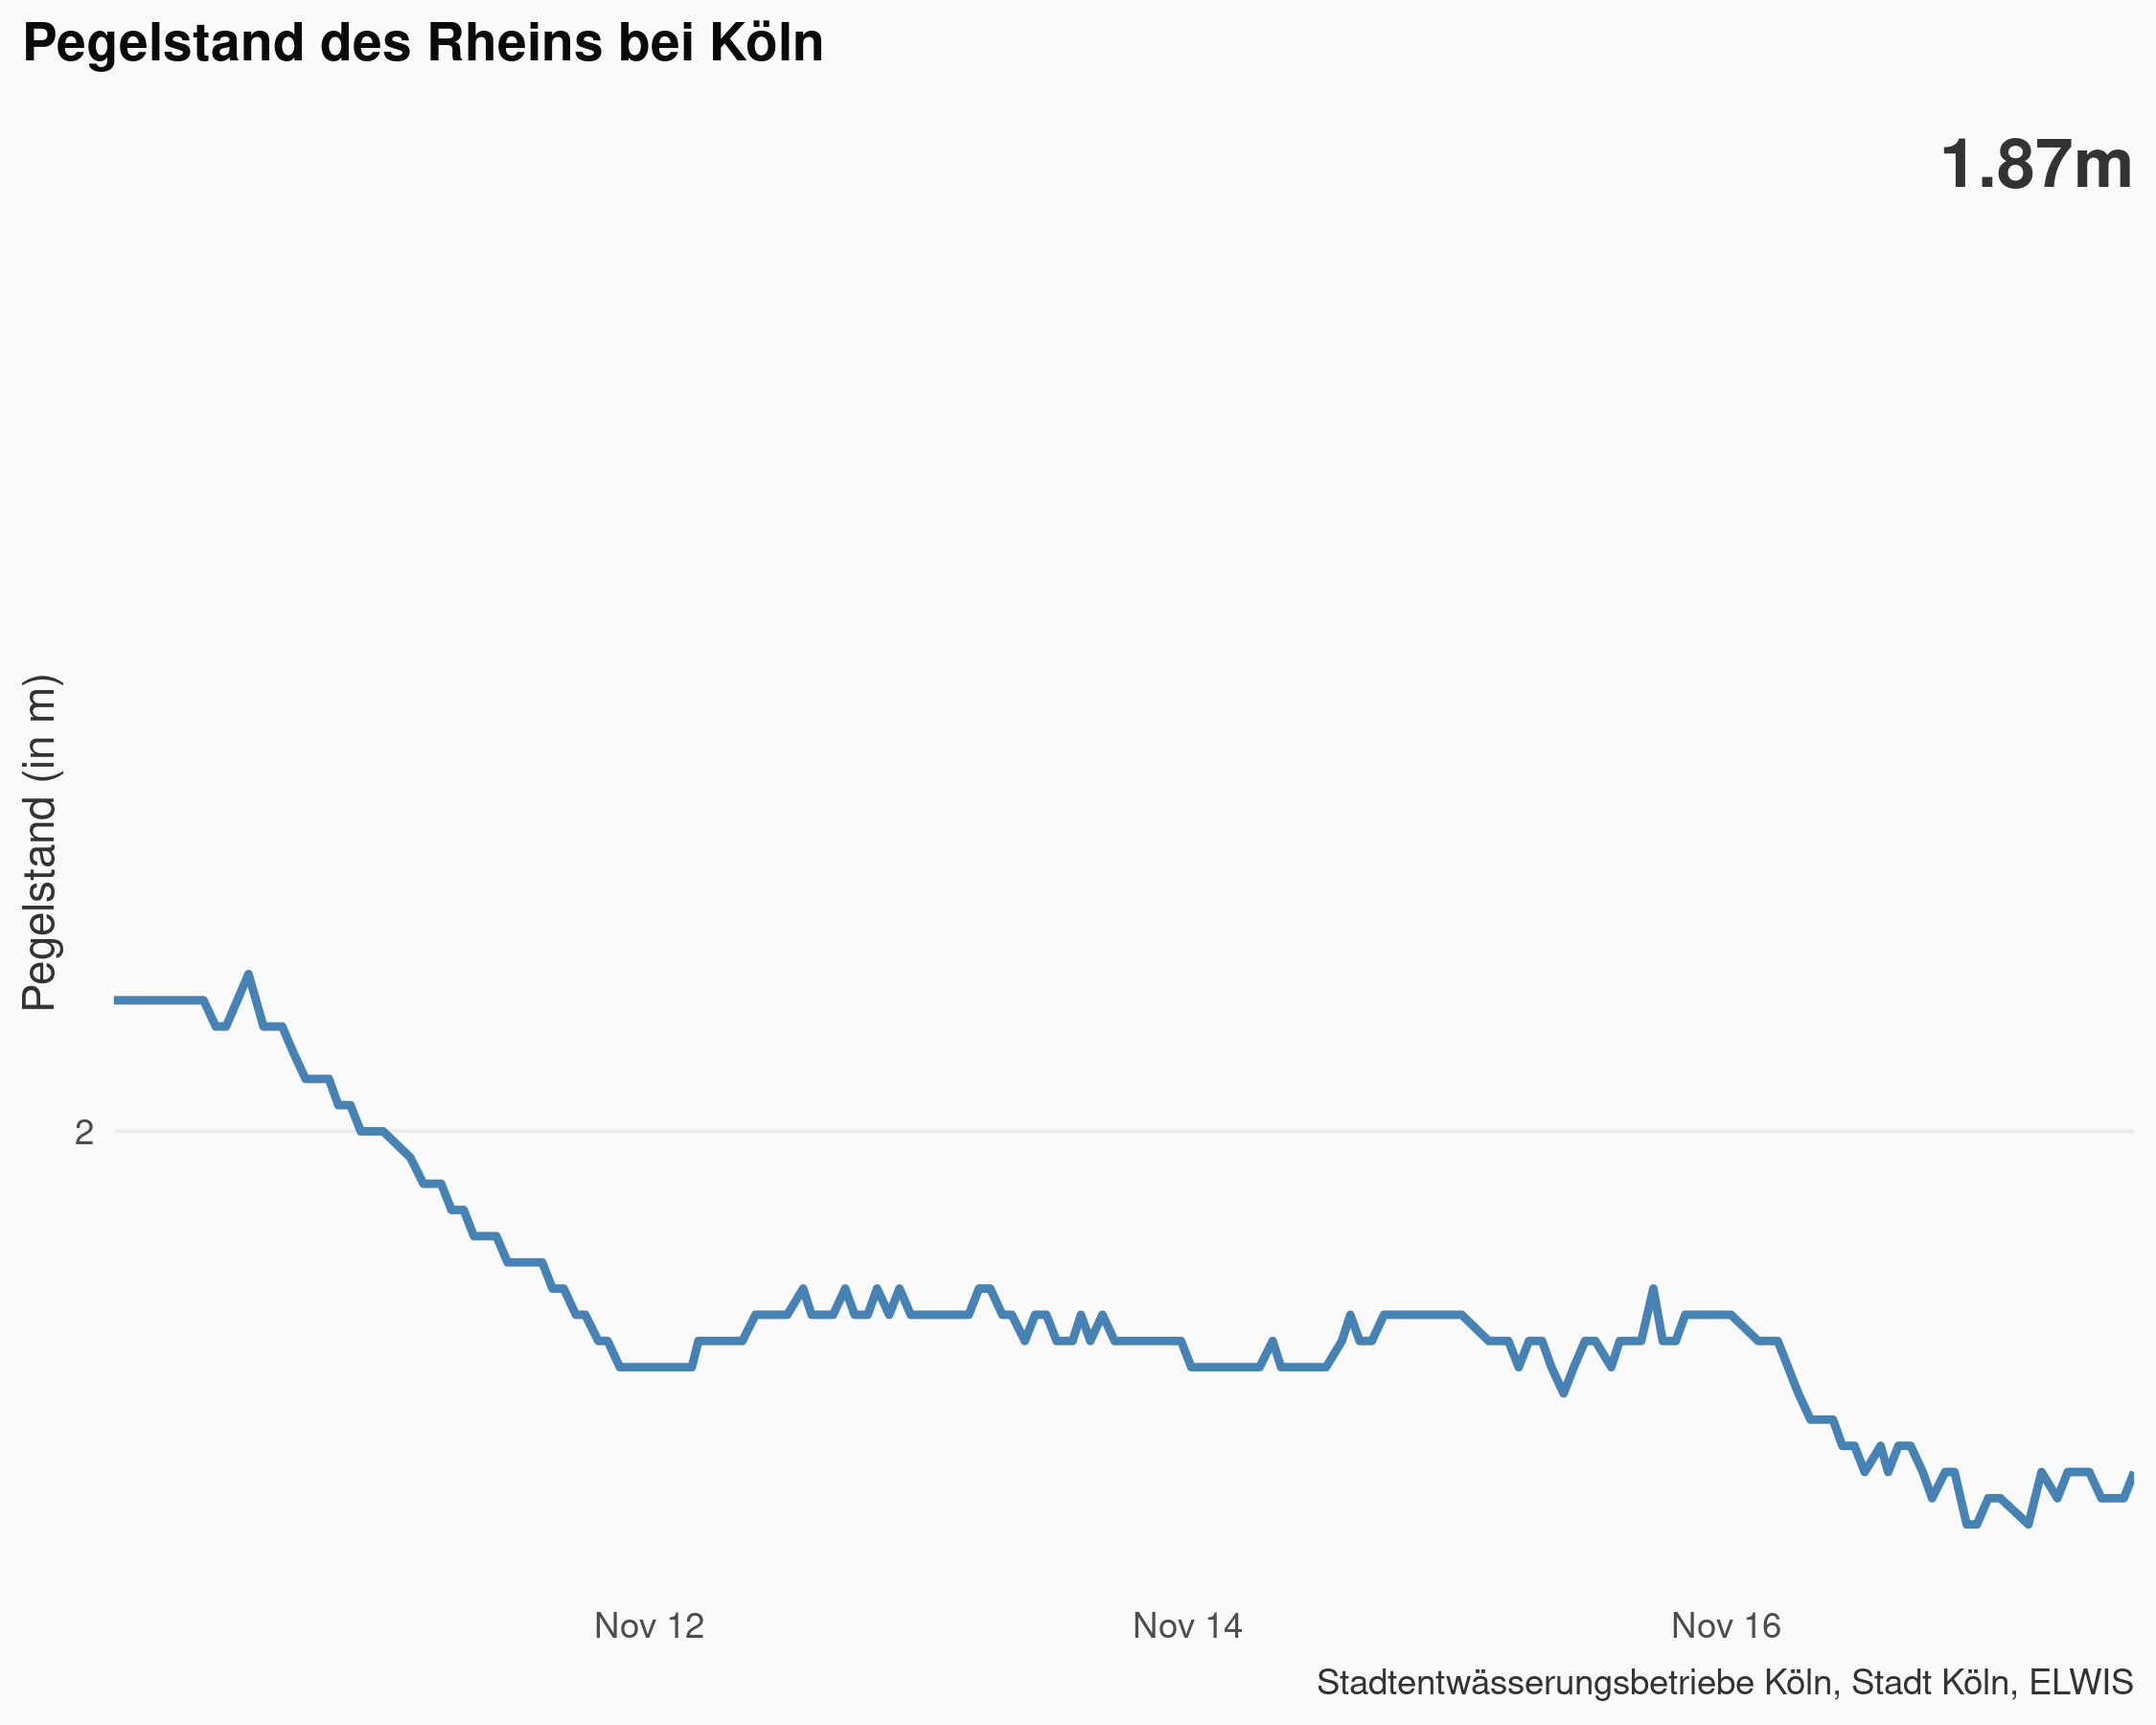 Pegelstand des Rheins bei Köln
1.87m
Pegelstand (in m)
2
Nov 12
Nov 14
Nov 16
Stadtentwässerungsbetriebe Köln, Stadt Köln, ELWIS